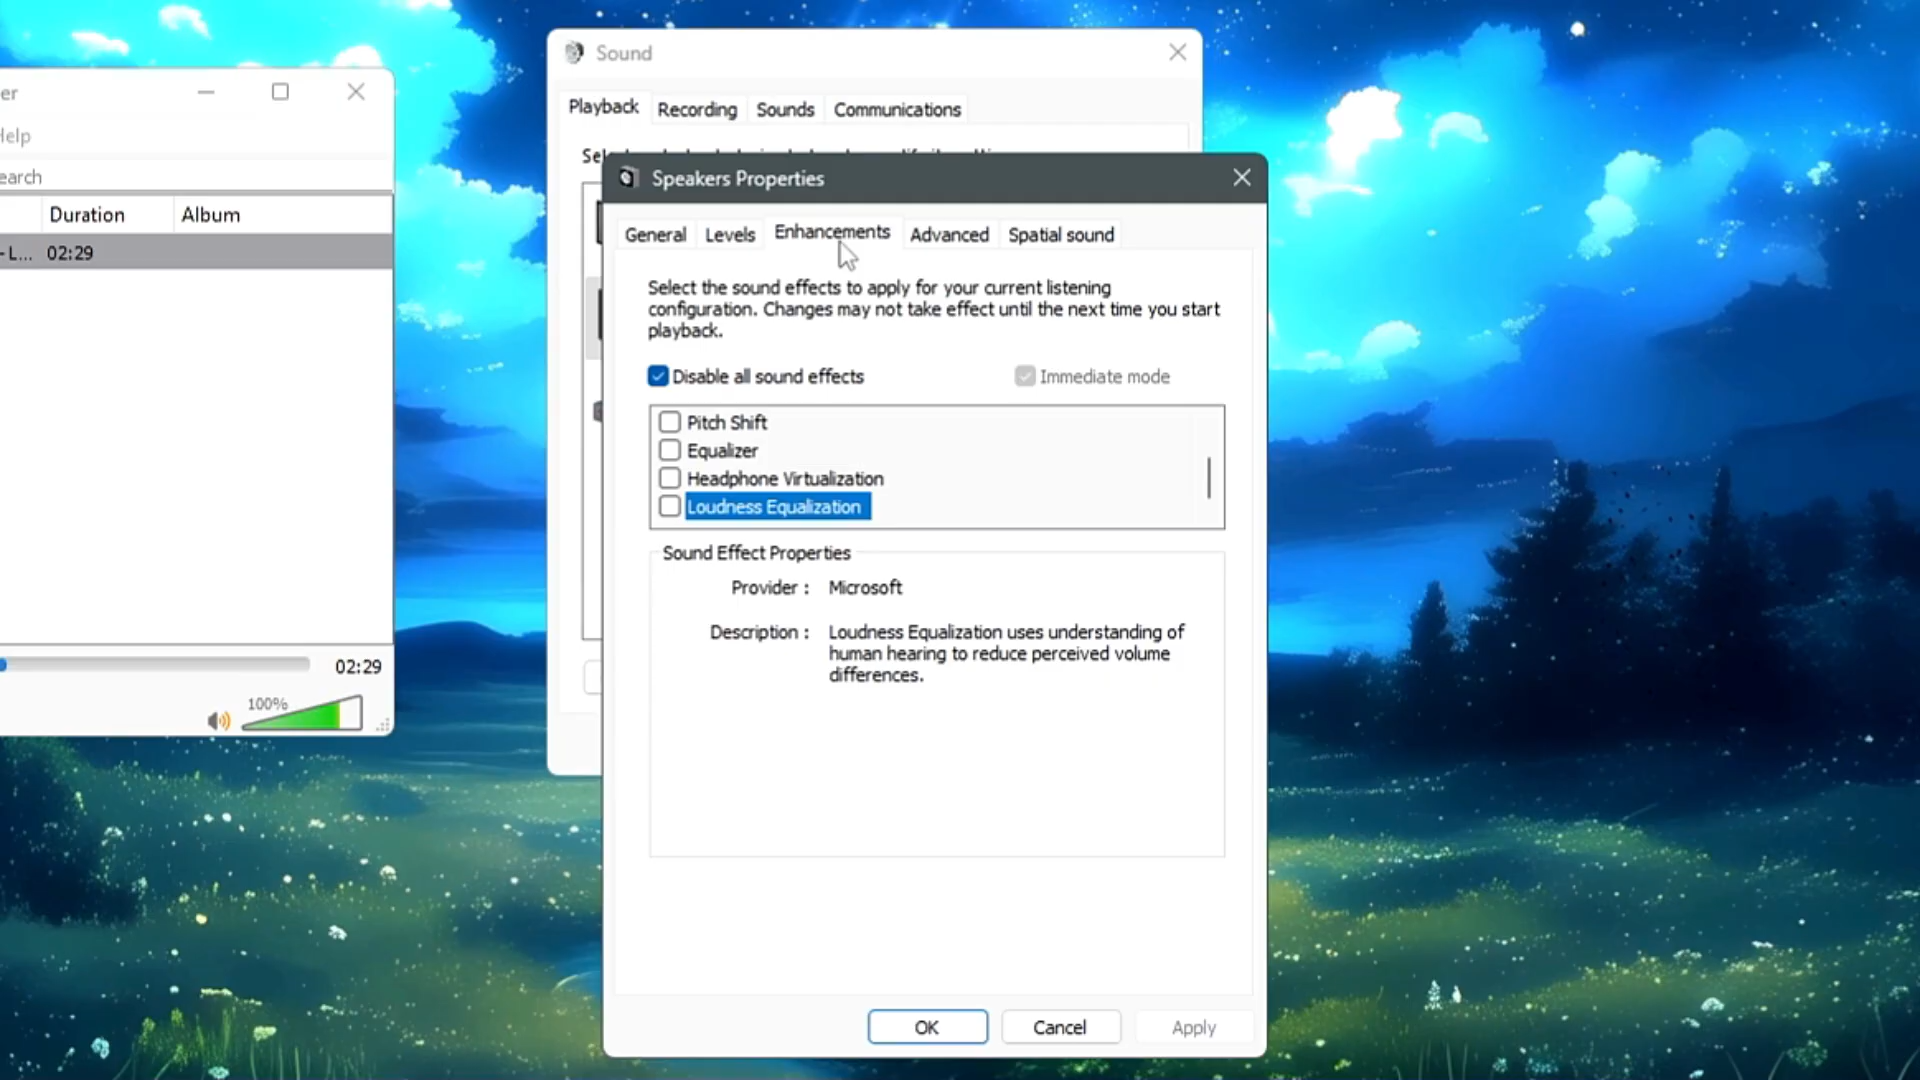 er
Help
earch
Duration Album
-L... 02:29
02:29
100%
Sound
Playback Recording Sounds Communications
Speakers Properties
General Levels Enhancements Advanced Spatial sound
Select the sound effects to apply for your current listening
configuration. Changes may not take effect until the next time you start
playback.
Disable all sound effects Immediate mode
Pitch Shift
Equalizer
Headphone Virtualization
Loudness Equalization
Sound Effect Properties
Provider : Microsoft
Description : Loudness Equalization uses understanding of
human hearing to reduce perceived volume
differences.
OK Cancel Apply